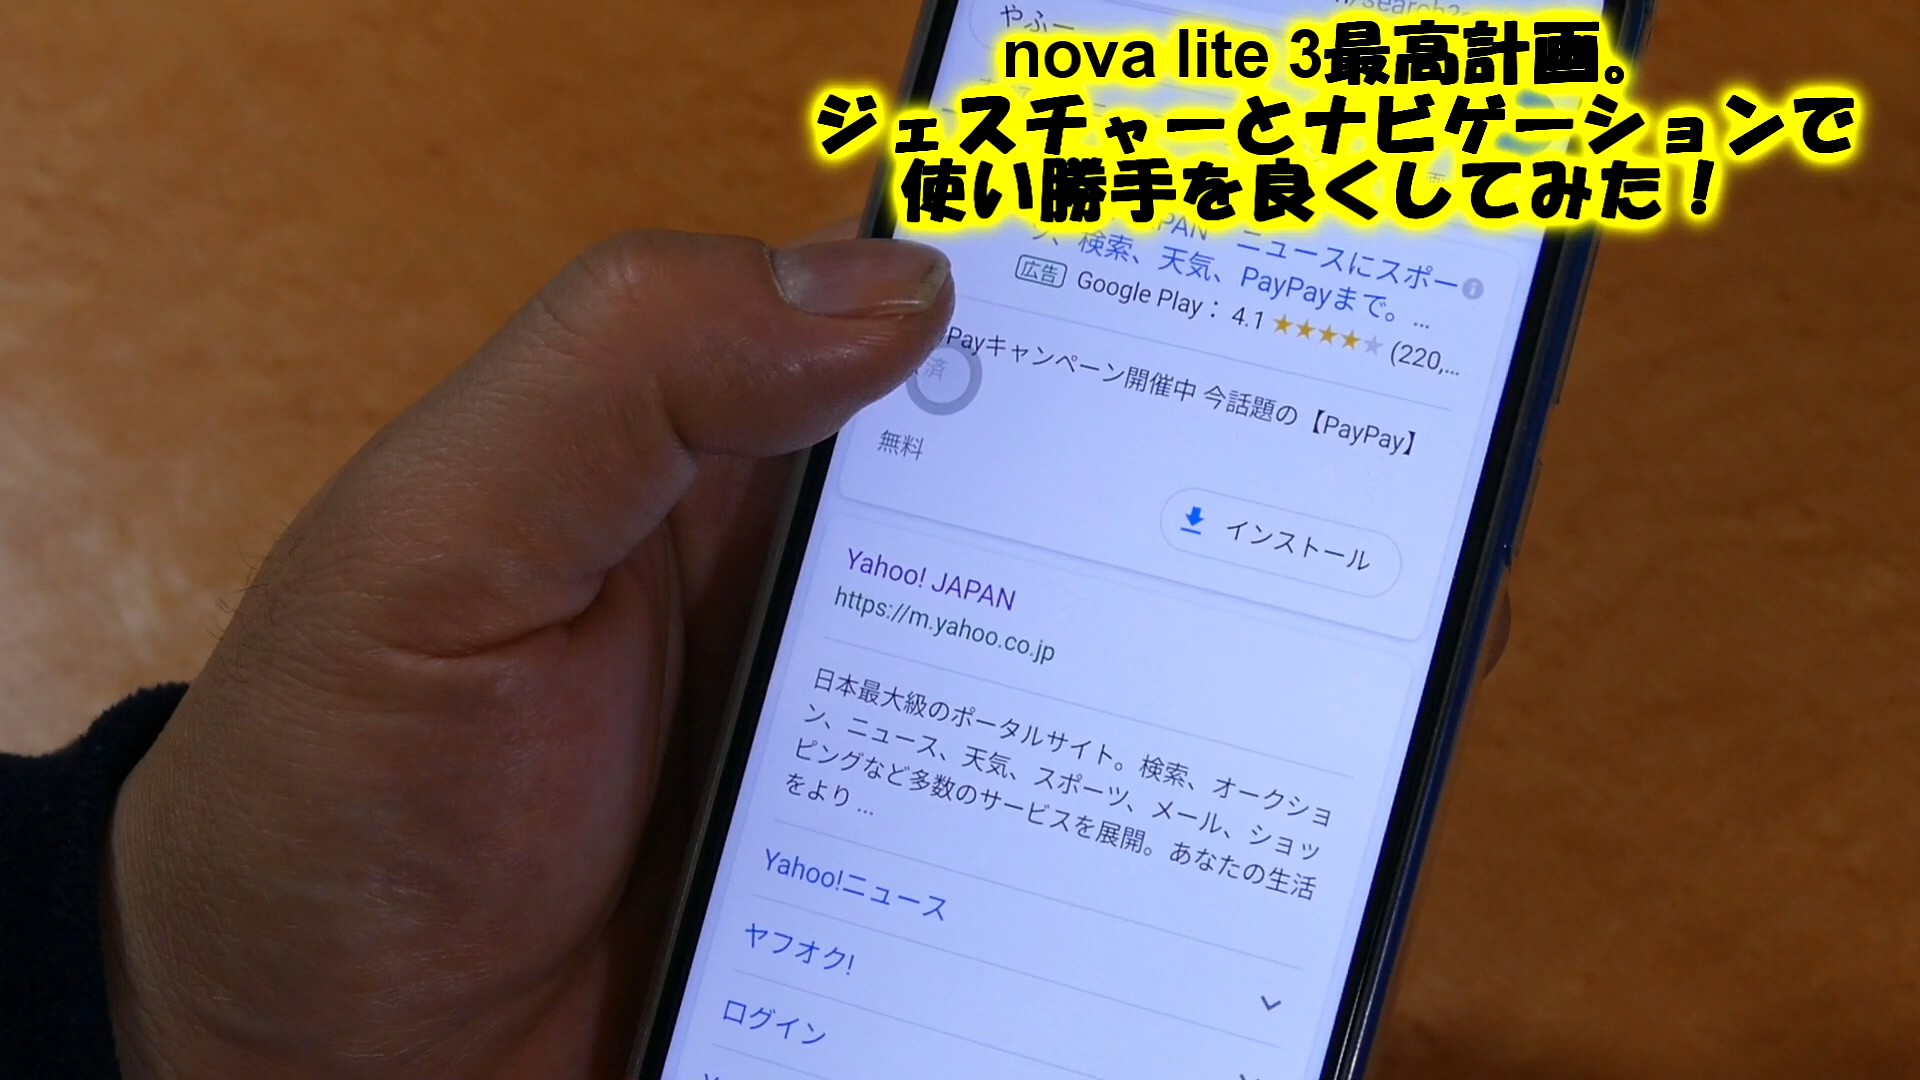 やふー
nova lite 3最高計画。
ジェスチャーとナビゲーションで
使い勝手を良くしてみた！
PAN ニュースにスポー
ツ、検索、天気、PayPayまで。...
広告 Google Play： 4.1 ★★★★★ (220,...
Payキャンペーン開催中 今話題の【PayPay】
済
無料
インストール
Yahoo! JAPAN
https://m.yahoo.co.jp
日本最大級のポータルサイト。検索、オークショ
ン、ニュース、天気、スポーツ、メール、ショッ
ピングなど多数のサービスを展開。あなたの生活
をより ...
Yahoo!ニュース
ヤフオク!
ログイン